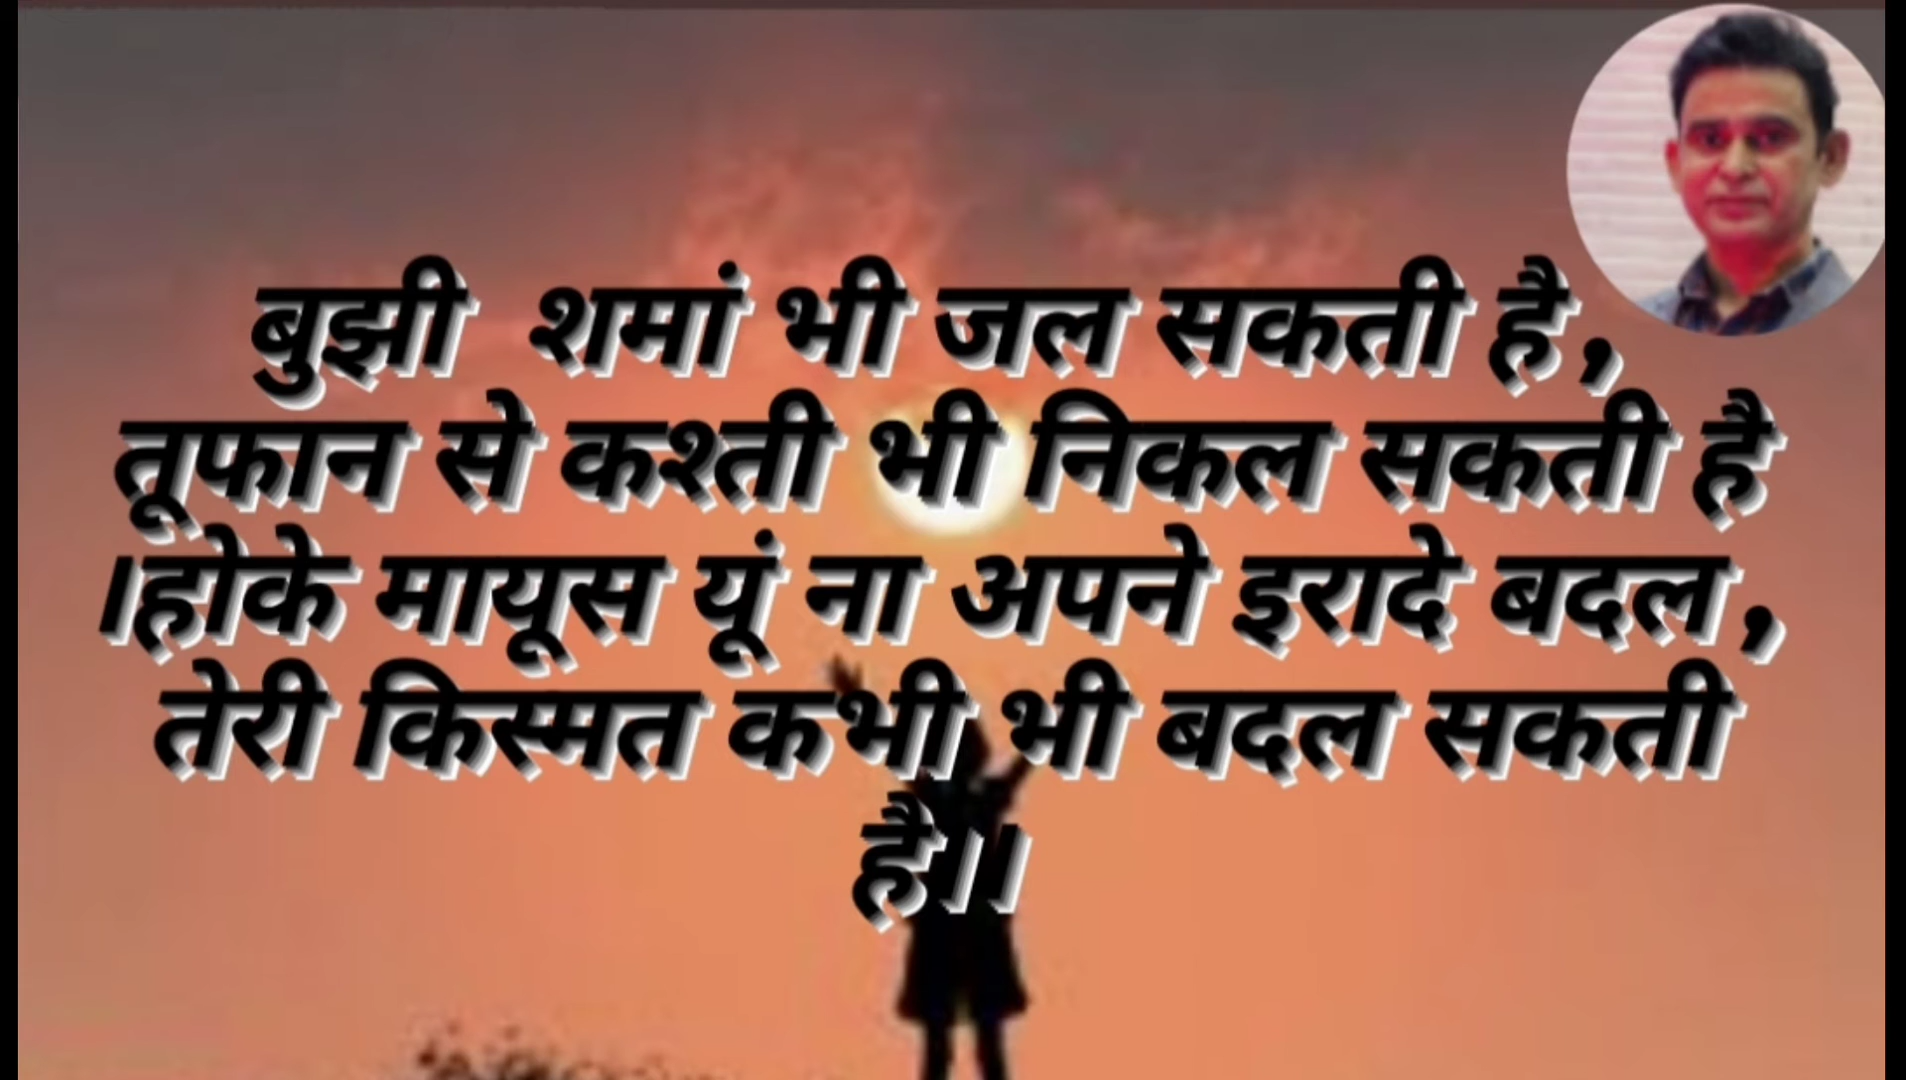 बुझी शमां भी जल सकती है,
तूफान से कश्ती भी निकल सकती है
।होके मायूस यूं ना अपने इरादे बदल,
तेरी किस्मत कभी भी बदल सकती
है।।